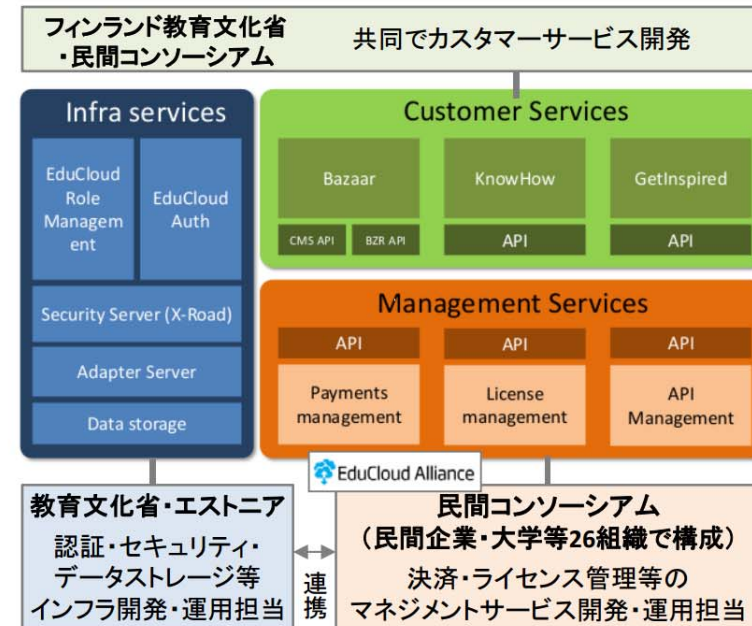 フィンランド教育文化省
・民間コンソーシアム
共同でカスタマーサービス開発
Infra services
EduCloud
Role
Managem
ent
EduCloud
Auth
Security Server (X-Road)
Adapter Server
Data storage
Customer Services
Bazaar
KnowHow
GetInspired
CMS API
BZR API
API
API
Management Services
API
API
API
Payments
management
License
management
API
Management
EduCloud Alliance
教育文化省・エストニア
認証・セキュリティ・
データストレージ等
インフラ開発・運用担当
連携
民間コンソーシアム
（民間企業・大学等26組織で構成）
決済・ライセンス管理等の
マネジメントサービス開発・運用担当